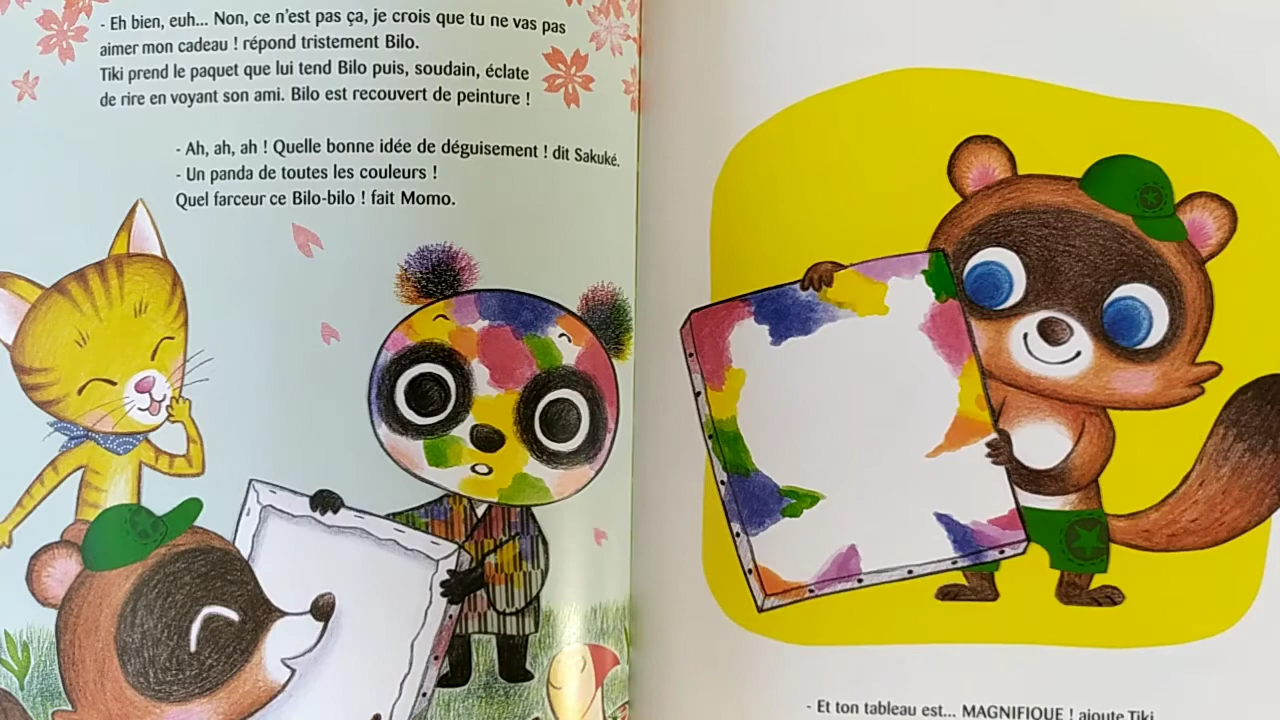 - Eh bien, euh... Non, ce n'est pas ça, je crois que tu ne vas pas
aimer mon cadeau ! répond tristement Bilo.
Tiki prend le paquet que lui tend Bilo puis, soudain, éclate
de rire en voyant son ami. Bilo est recouvert de peinture !
- Ah, ah, ah ! Quelle bonne idée de déguisement ! dit Sakuké.
- Un panda de toutes les couleurs !
Quel farceur ce Bilo-bilo ! fait Momo.
- Et ton tableau est... MAGNIFIQUE ! ajoute Tiki